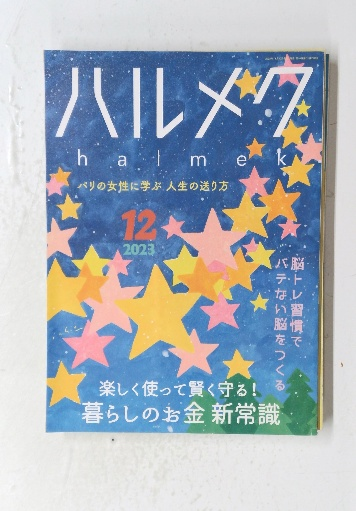 ハルメク
halmek
パリの女性に学ぶ 人生の送り方
12
2023
脳トレ習慣で
バテない脳をつくる
楽しく使って賢く守る!
暮らしのお金 新常識